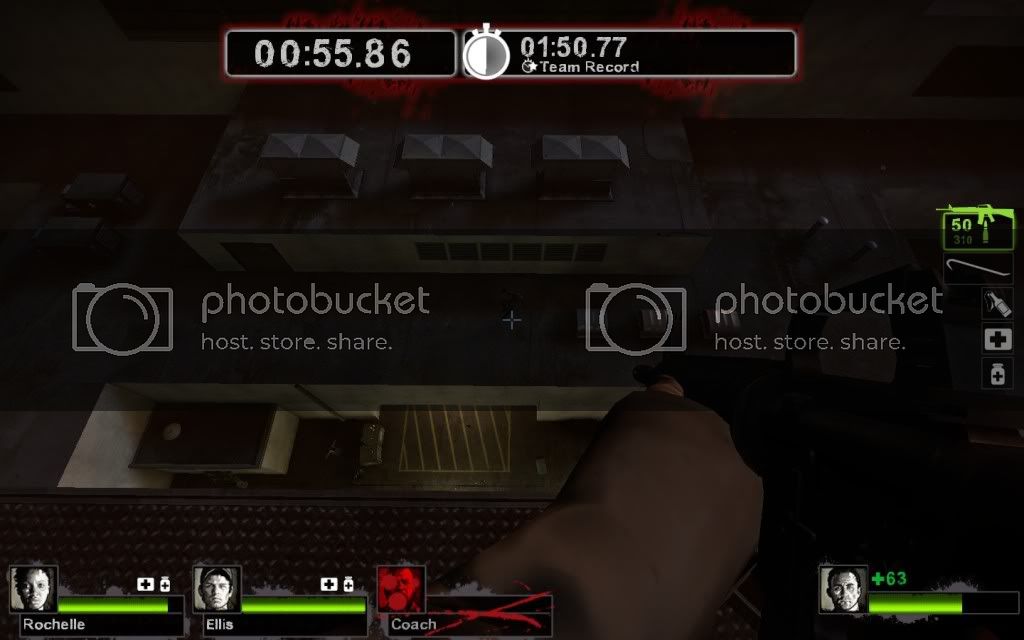 00:55.86
01:50.77
Team Record
50
310
photobucket
host. store. share.
photobucket
host. store. share.
+63
Rochelle
Ellis
Coach